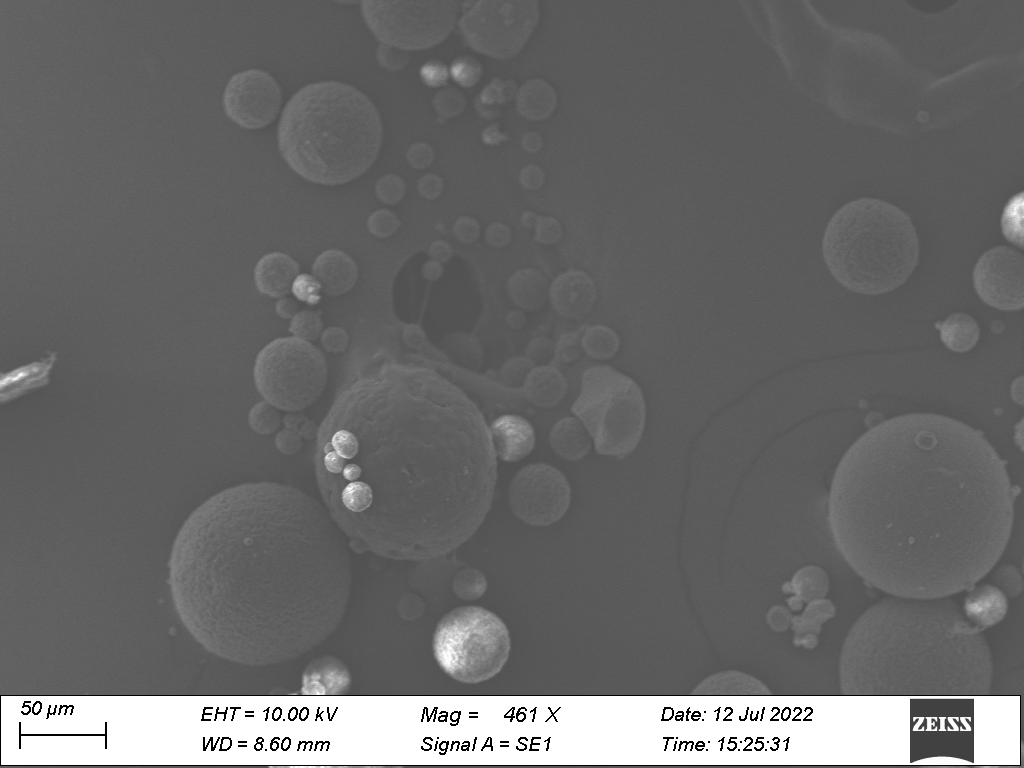 50 µm
EHT = 10.00 kV
Mag = 461 X
Date: 12 Jul 2022
ZEISS
WD = 8.60 mm
Signal A = SE1
Time: 15:25:31